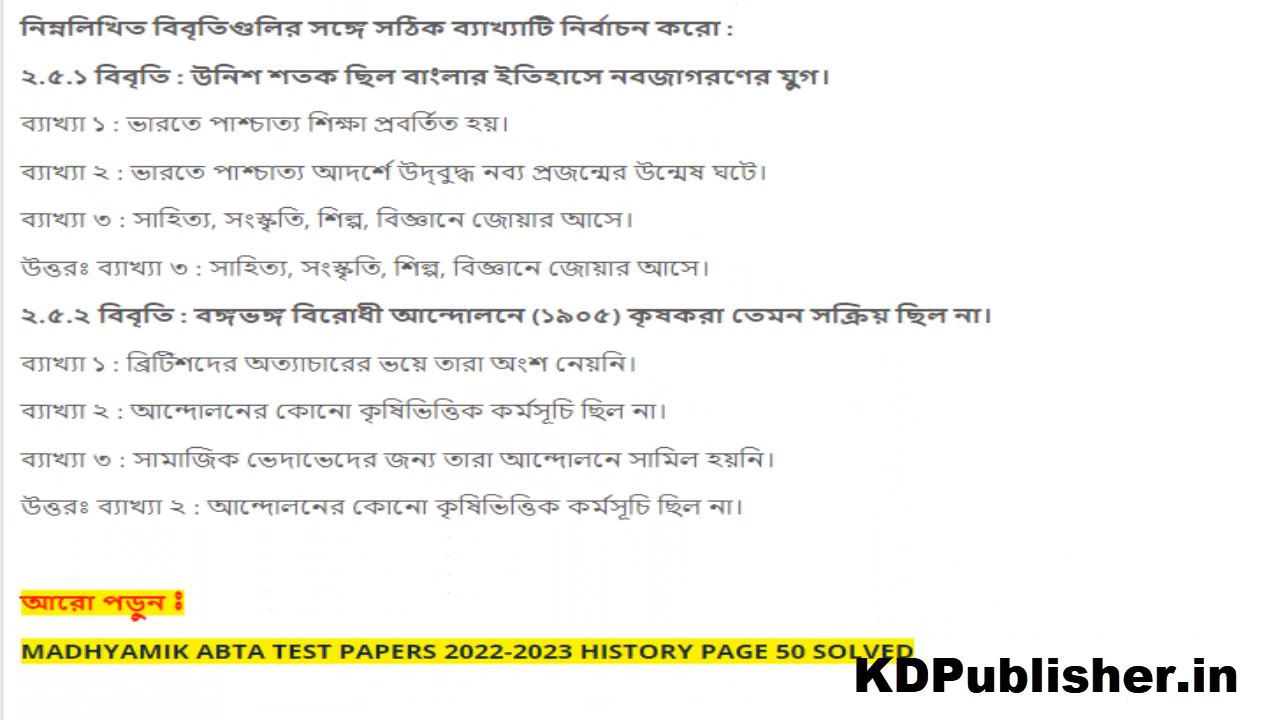 নিম্নলিখিত বিবৃতিগুলির সঙ্গে সঠিক ব্যাখ্যাটি নির্বাচন করো :
২.৫.১ বিবৃতি : উনিশ শতক ছিল বাংলার ইতিহাসে নবজাগরণের যুগ।
ব্যাখ্যা ১ : ভারতে পাশ্চাত্য শিক্ষা প্রবর্তিত হয়।
ব্যাখ্যা ২ : ভারতে পাশ্চাত্য আদর্শে উদ্‌বুদ্ধ নব্য প্রজন্মের উন্মেষ ঘটে।
ব্যাখ্যা ৩ : সাহিত্য, সংস্কৃতি, শিল্প, বিজ্ঞানে জোয়ার আসে।
উত্তরঃ ব্যাখ্যা ৩ : সাহিত্য, সংস্কৃতি, শিল্প, বিজ্ঞানে জোয়ার আসে।
২.৫.২ বিবৃতি : বঙ্গভঙ্গ বিরোধী আন্দোলনে (১৯০৫) কৃষকরা তেমন সক্রিয় ছিল না।
ব্যাখ্যা ১ : ব্রিটিশদের অত্যাচারের ভয়ে তারা অংশ নেয়নি।
ব্যাখ্যা ২ : আন্দোলনের কোনো কৃষিভিত্তিক কর্মসূচি ছিল না।
ব্যাখ্যা ৩ : সামাজিক ভেদাভেদের জন্য তারা আন্দোলনে সামিল হয়নি।
উত্তরঃ ব্যাখ্যা ২ : আন্দোলনের কোনো কৃষিভিত্তিক কর্মসূচি ছিল না।
আরো পড়ুন ঃ
MADHYAMIK ABTA TEST PAPERS 2022-2023 HISTORY PAGE 50 SOLVED
KDPublisher.in